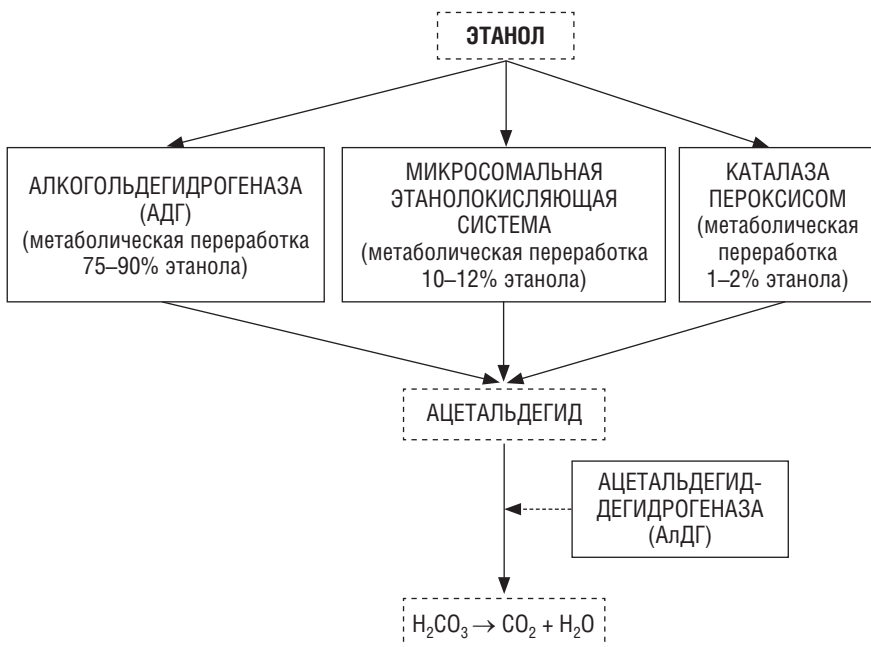 ЭТАНОЛ
АЛКОГОЛЬДЕГИДРОГЕНАЗА
(АДГ)
(метаболическая переработка
75–90% этанола)
МИКРОСОМАЛЬНАЯ
ЭТАНОЛОКИСЛЯЮЩАЯ
СИСТЕМА
(метаболическая переработка
10–12% этанола)
КАТАЛАЗА
ПЕРОКСИСОМ
(метаболическая
переработка
1–2% этанола)
АЦЕТАЛЬДЕГИД
АЦЕТАЛЬДЕГИД-
ДЕГИДРОГЕНАЗА
(АлДГ)
H₂CO₃ → CO₂ + H₂O